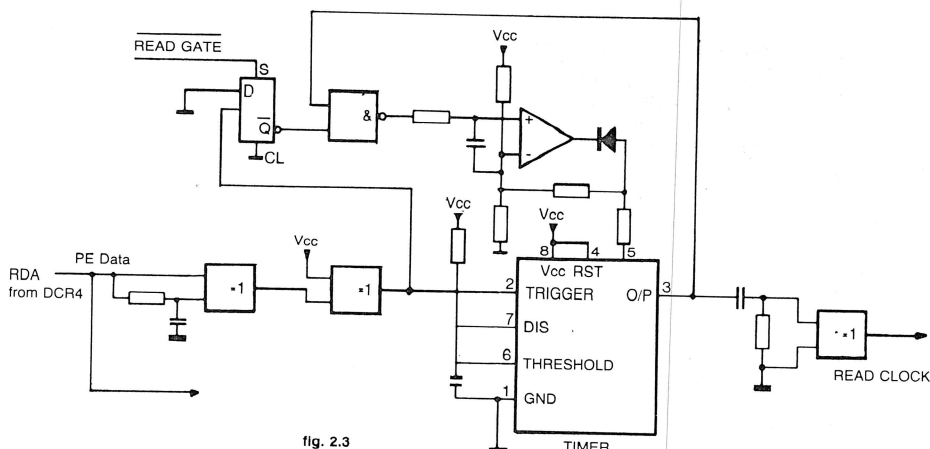 READ GATE
S
D
Q
CL
&
Vcc
+
-
Vcc
Vcc
8
4
5
Vcc RST
RDA
from DCR4
PE Data
=1
Vcc
=1
2
TRIGGER
O/P
3
7
DIS
6
THRESHOLD
1
GND
=1
READ CLOCK
fig. 2.3
TIMER